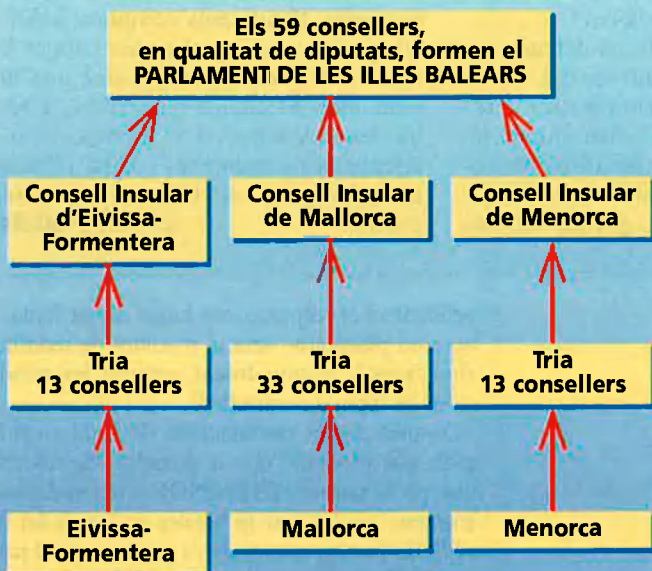 Els 59 consellers,
en qualitat de diputats, formen el
PARLAMENT DE LES ILLES BALEARS
Consell Insular
d'Eivissa-
Formentera
Consell Insular
de Mallorca
Consell Insular
de Menorca
Tria
13 consellers
Tria
33 consellers
Tria
13 consellers
Eivissa-
Formentera
Mallorca
Menorca